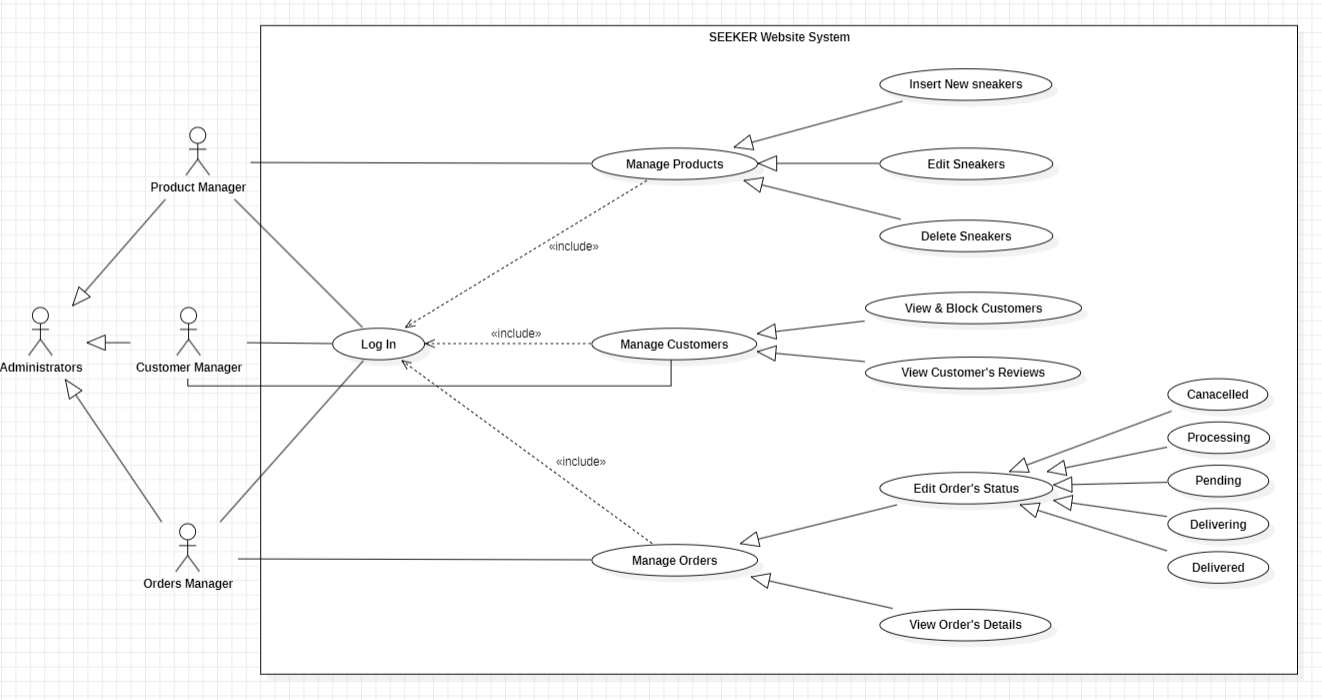 SEEKER Website System
Insert New sneakers
Product Manager
Manage Products
Edit Sneakers
Delete Sneakers
«include»
View & Block Customers
Administrators
Customer Manager
Log In
«include»
Manage Customers
View Customer's Reviews
Canacelled
Processing
«include»
Edit Order's Status
Pending
Delivering
Orders Manager
Manage Orders
Delivered
View Order's Details